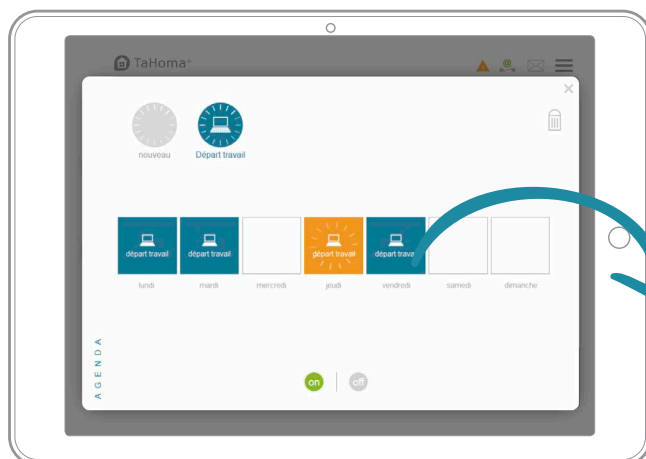 TaHoma
@
nouveau
Départ travail
départ travail
départ travail
départ travail
départ travail
lundi
mardi
mercredi
jeudi
vendredi
samedi
dimanche
AGENDA
on
off